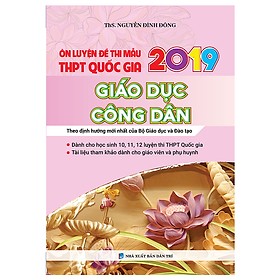 ThS. NGUYỄN ĐÌNH ĐÔNG
ÔN LUYỆN ĐỀ THI MẪU
THPT QUỐC GIA 2019
GIÁO DỤC
CÔNG DÂN
Theo định hướng mới nhất của Bộ Giáo dục và Đào tạo
• Dành cho học sinh 10, 11, 12 luyện thi THPT Quốc gia
• Tài liệu tham khảo dành cho giáo viên và phụ huynh
NHÀ XUẤT BẢN DÂN TRÍ